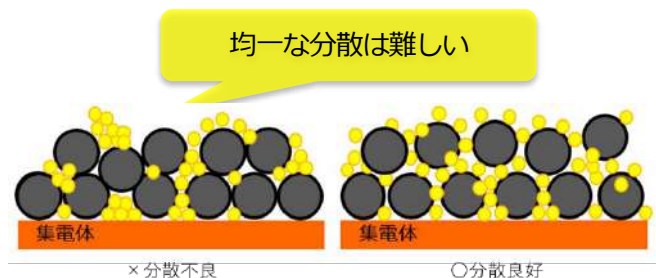 均一な分散は難しい
集電体
集電体
×分散不良
○分散良好